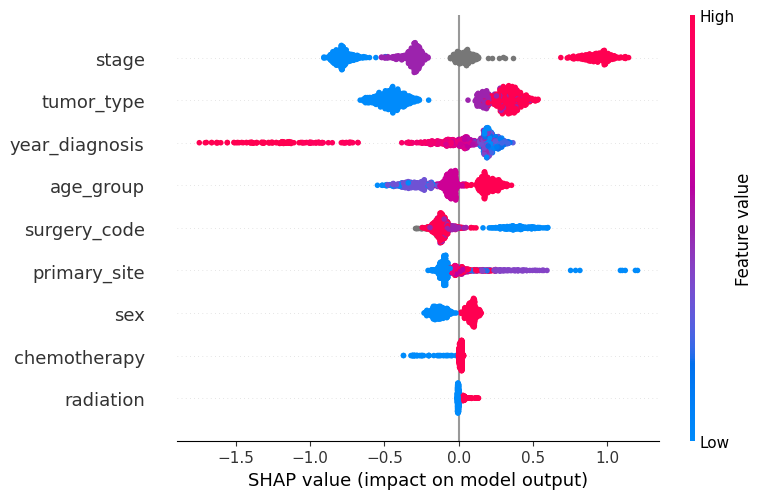 High
stage
tumor_type
year_diagnosis
age_group
surgery_code
primary_site
sex
chemotherapy
radiation
Feature value
Low
−1.5 −1.0 −0.5 0.0 0.5 1.0
SHAP value (impact on model output)